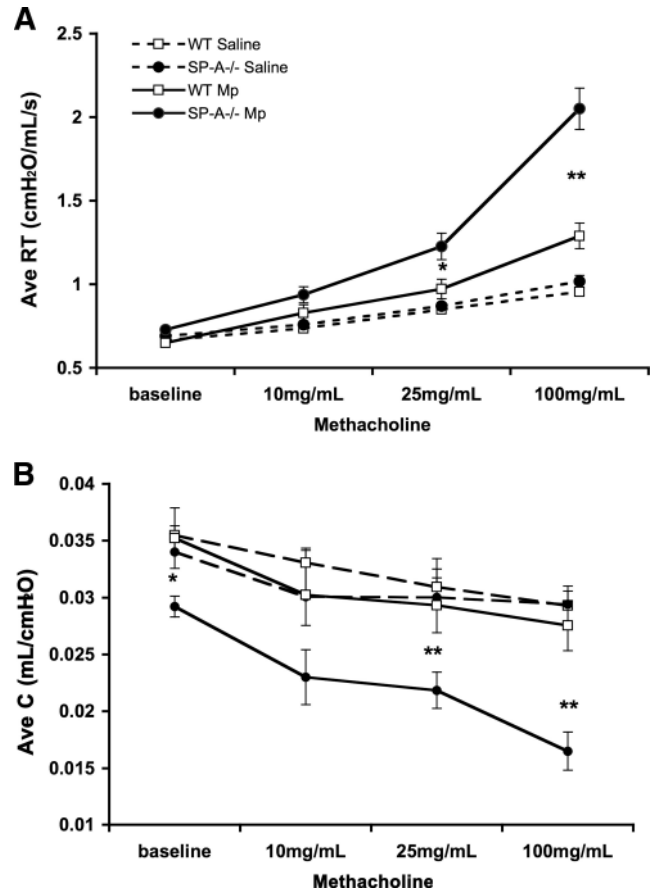 A
Ave RT (cmH₂O/mL/s)
2.5
2
1.5
1
0.5
WT Saline
SP-A-/- Saline
WT Mp
SP-A-/- Mp
**
*
baseline 10mg/mL 25mg/mL 100mg/mL
Methacholine
B
Ave C (mL/cmHO)
0.04
0.035
0.03
0.025
0.02
0.015
0.01
*
**
**
baseline 10mg/mL 25mg/mL 100mg/mL
Methacholine